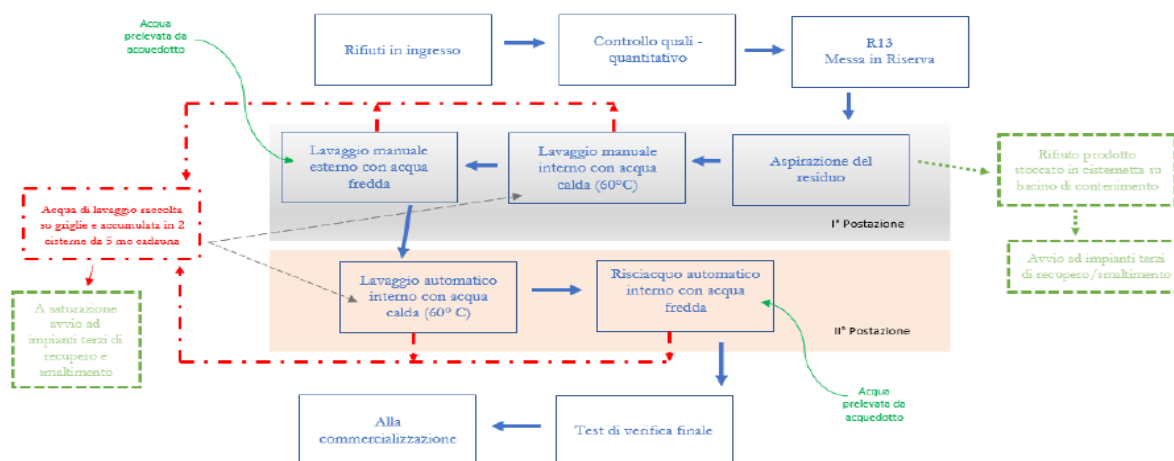 Acqua
prelevata da
acquedotto
Rifiuti in ingresso
Controllo quali -
quantitativo
R13
Messa in Riserva
Lavaggio manuale
esterno con acqua
fredda
Lavaggio manuale
interno con acqua
calda (60°C)
Aspirazione del
residuo
Rifiuto prodotto
stoccato in cisternetta su
bacino di contenimento
I° Postazione
Acqua di lavaggio raccolta
su griglie e accumulata in 2
cisterne da 5 mc cadauna
Avvio ad impianti terzi
di recupero/smaltimento
Lavaggio automatico
interno con acqua
calda (60° C)
Risciacquo automatico
interno con acqua
fredda
A saturazione
avvio ad
impianti terzi di
recupero e
smaltimento
II° Postazione
Alla
commercializzazione
Test di verifica finale
Acqua
prelevata da
acquedotto